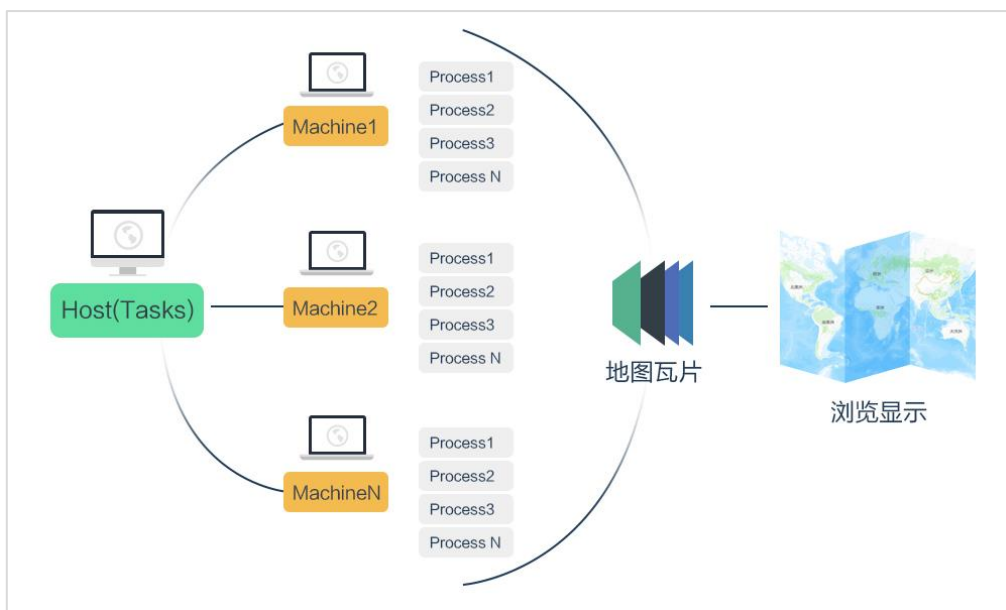 Machine1
Process1
Process2
Process3
Process N
Host(Tasks)
Machine2
Process1
Process2
Process3
Process N
MachineN
Process1
Process2
Process3
Process N
地图瓦片
浏览显示